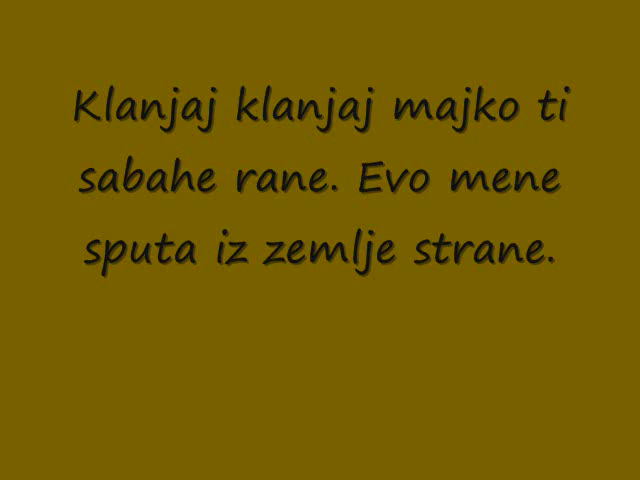 Klanjaj klanjaj majko ti
sabahe rane. Evo mene
sputa iz zemlje strane.